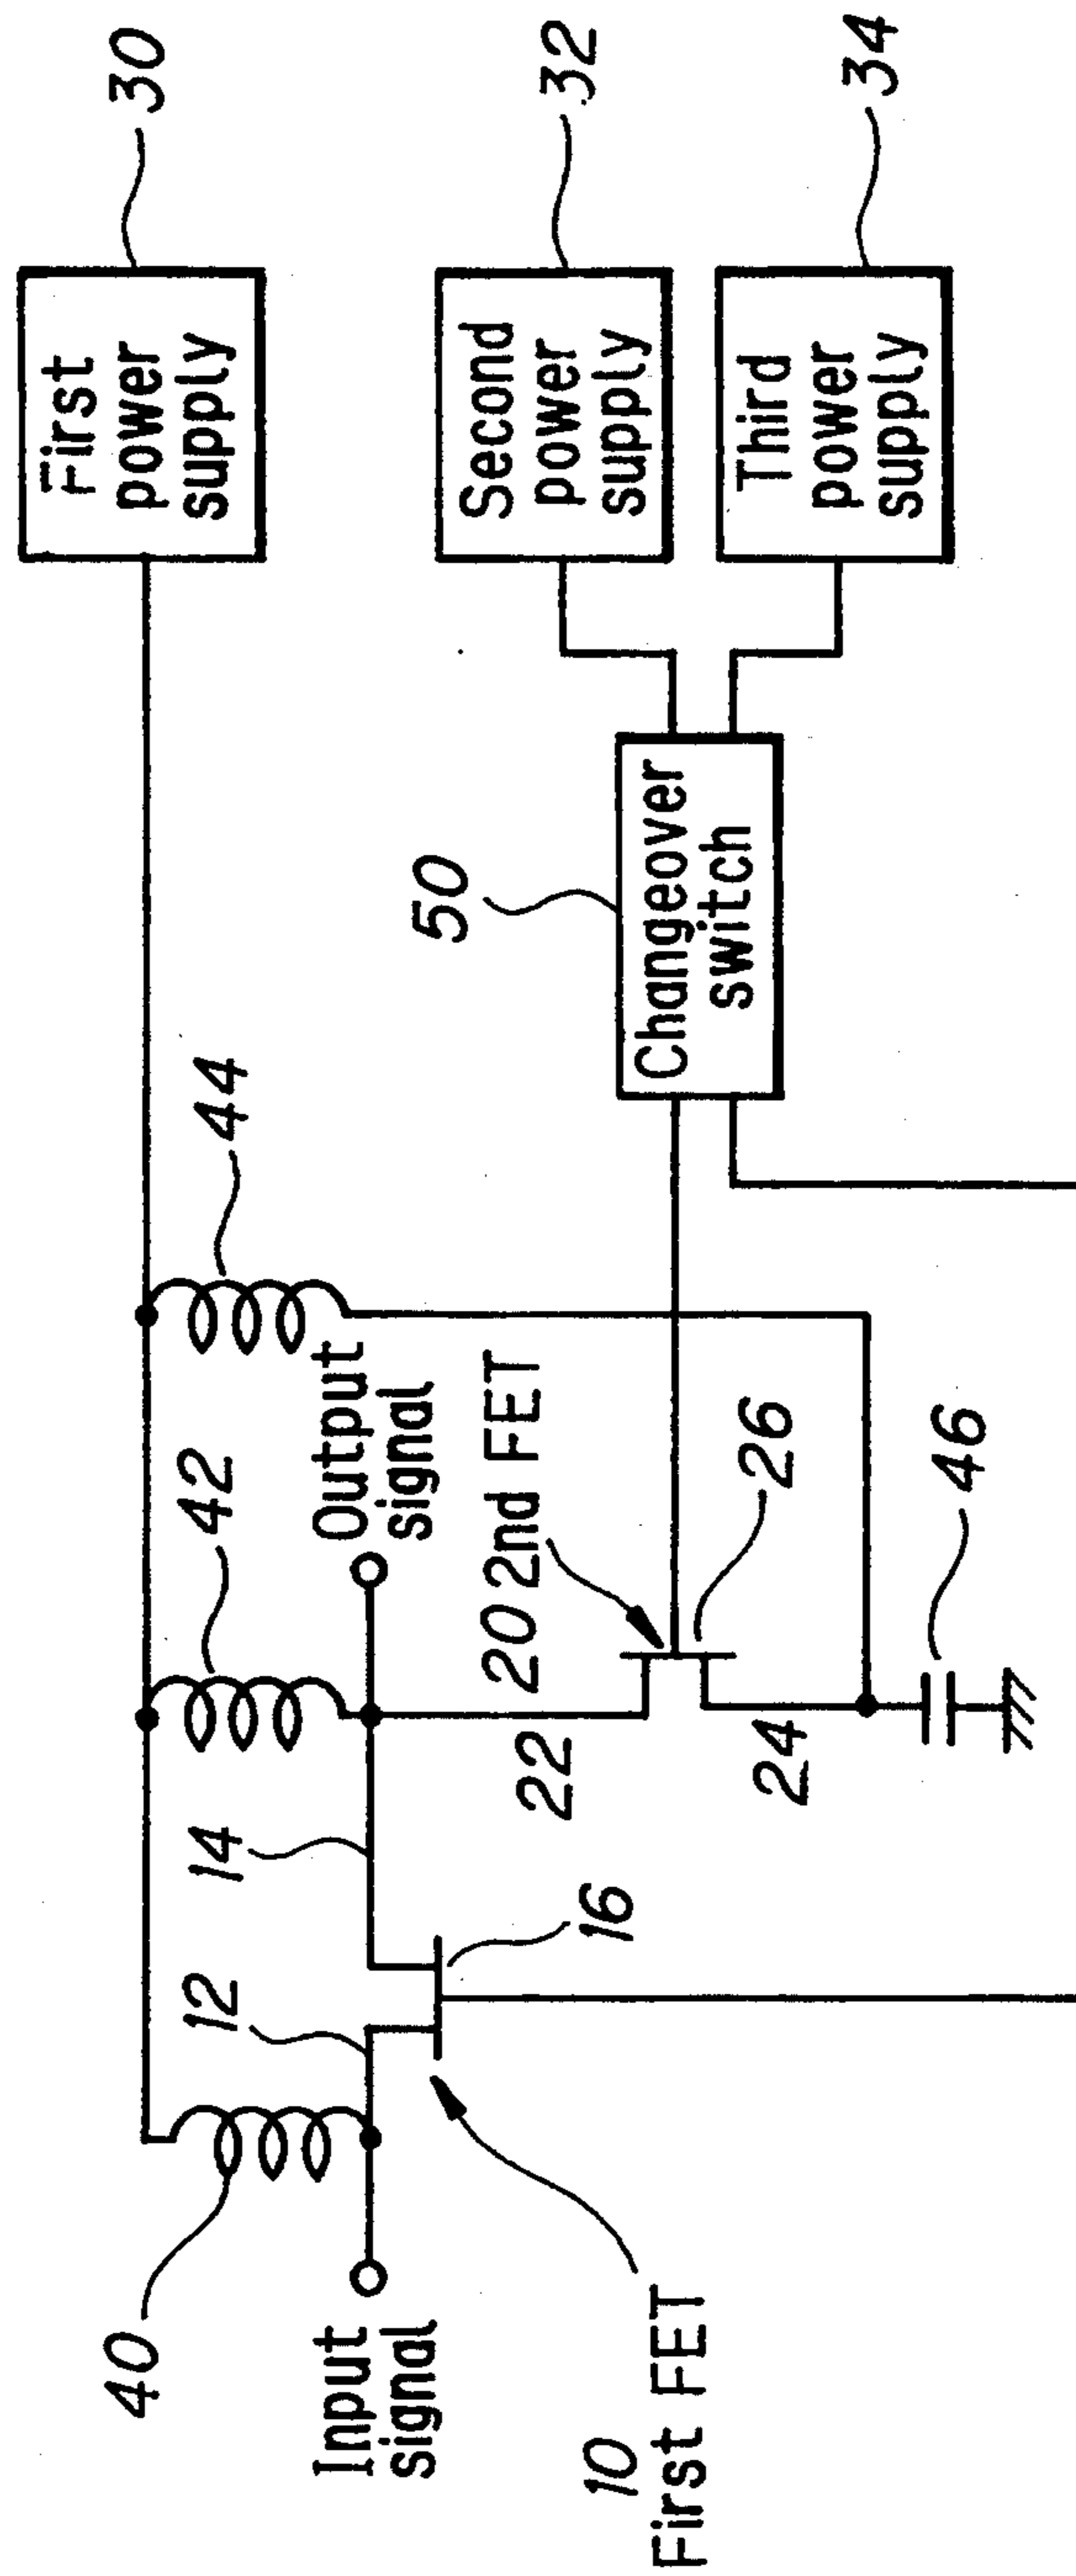 40
42
44
First
power
supply
30
12
14
Input
signal
Output
signal
50
Second
power
supply
32
10
First FET
16
22
20 2nd FET
Changeover
switch
24
26
Third
power
supply
34
46